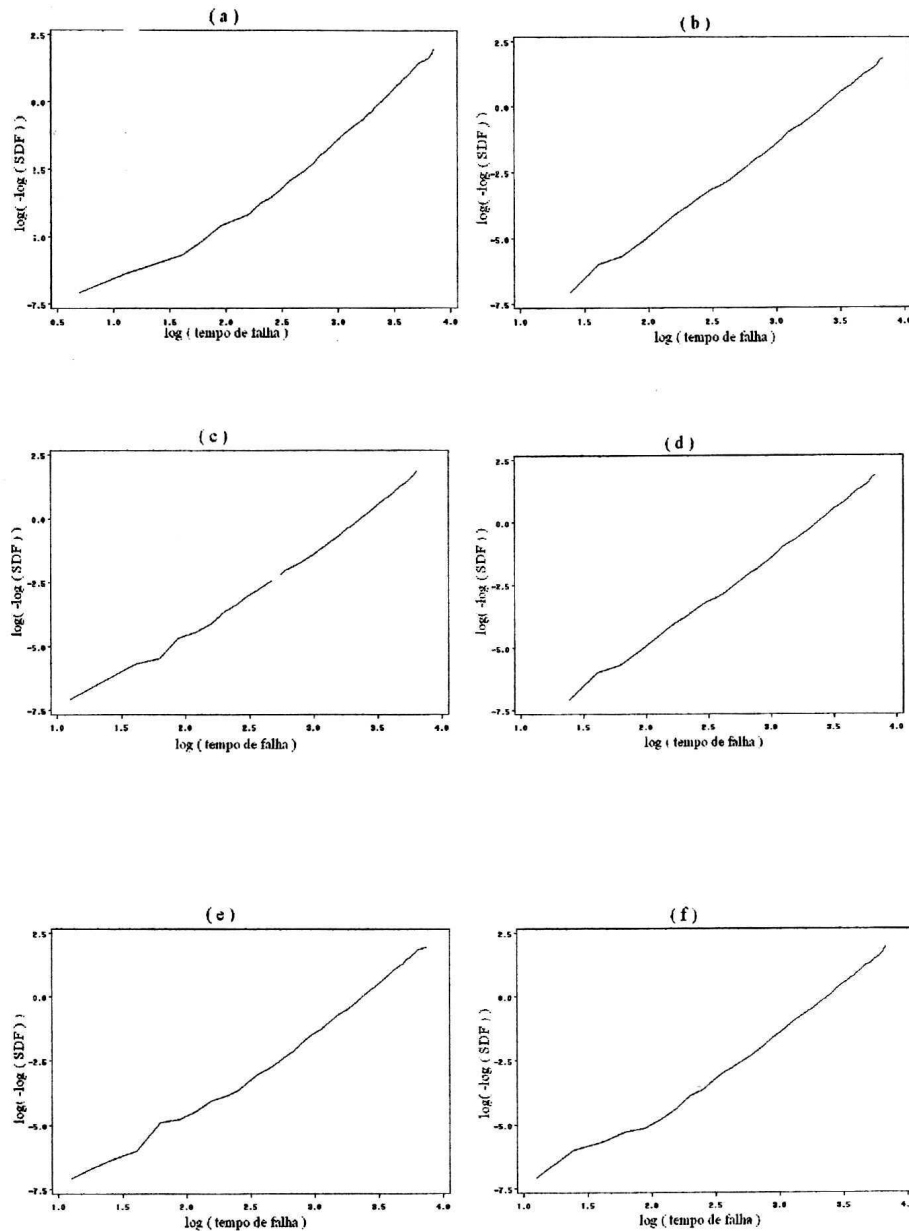 ( a )
2.5
0.0
.5
5.0
-7.5
log( -log ( SDF ) )
0.5 1.0 1.5 2.0 2.5 3.0 3.5 4.0
log ( tempo de falha )
( b )
2.5
0.0
-2.5
-5.0
-7.5
log( -log ( SDF ) )
1.0 1.5 2.0 2.5 3.0 3.5 4.0
log ( tempo de falha )
( c )
2.5
0.0
-2.5
-5.0
-7.5
log( -log ( SDF ) )
1.0 1.5 2.0 2.5 3.0 3.5 4.0
log ( tempo de falha )
( d )
2.5
0.0
-2.5
-5.0
-7.5
log( -log ( SDF ) )
1.0 1.5 2.0 2.5 3.0 3.5 4.0
log ( tempo de falha )
( e )
2.5
0.0
-2.5
-5.0
-7.5
log( -log ( SDF ) )
1.0 1.5 2.0 2.5 3.0 3.5 4.0
log ( tempo de falha )
( f )
2.5
0.0
-2.5
-5.0
-7.5
log( -log ( SDF ) )
1.0 1.5 2.0 2.5 3.0 3.5 4.0
log ( tempo de falha )